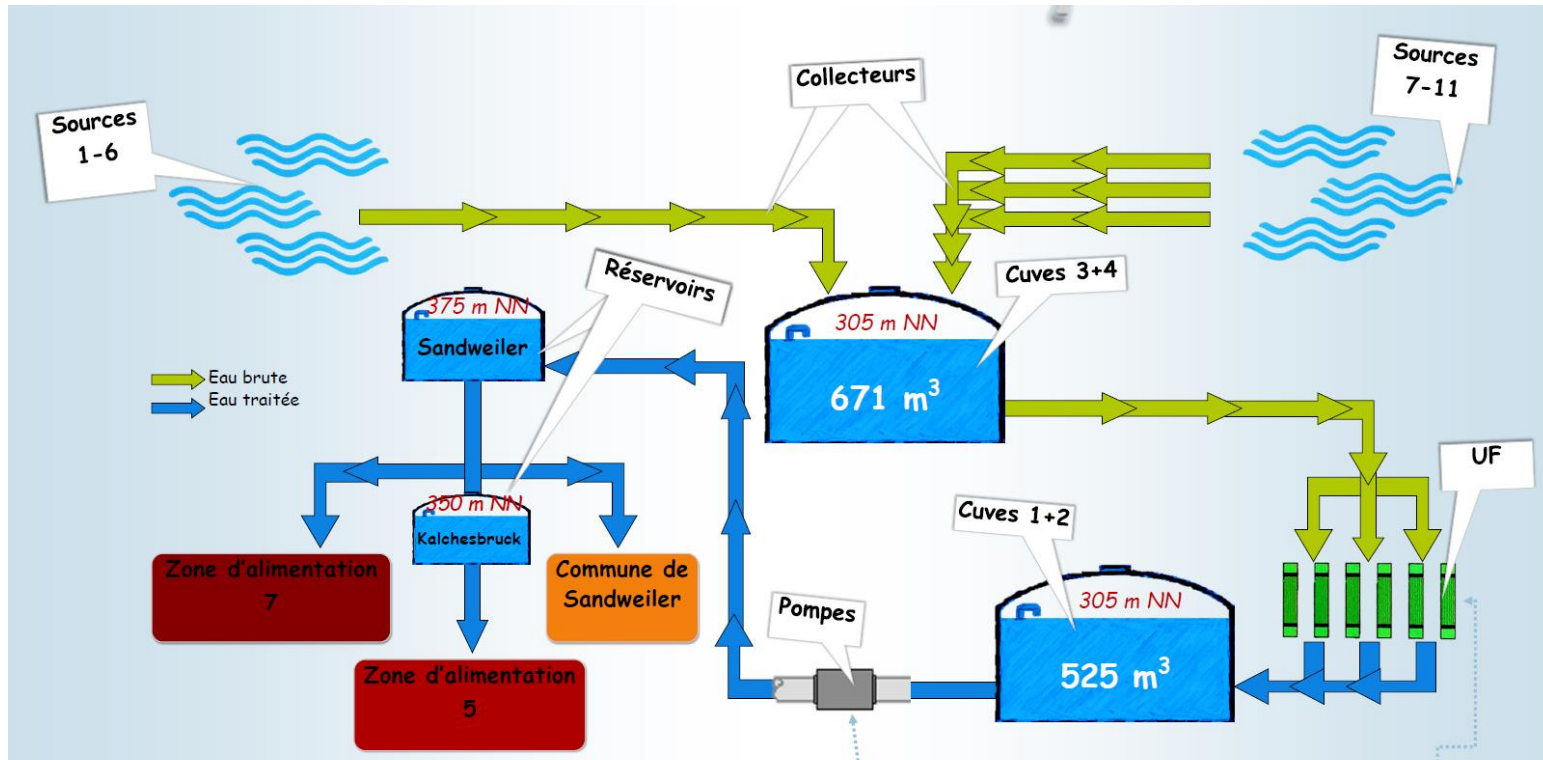 Collecteurs
Sources
7-11
Sources
1-6
Réservoirs
Cuves 3+4
375 m NN
305 m NN
Sandweiler
Eau brute
671 m³
Eau traitée
UF
350 m NN
Cuves 1+2
Kalchesbruck
Zone d'alimentation
7
Commune de
Sandweiler
Pompes
305 m NN
Zone d'alimentation
5
525 m³